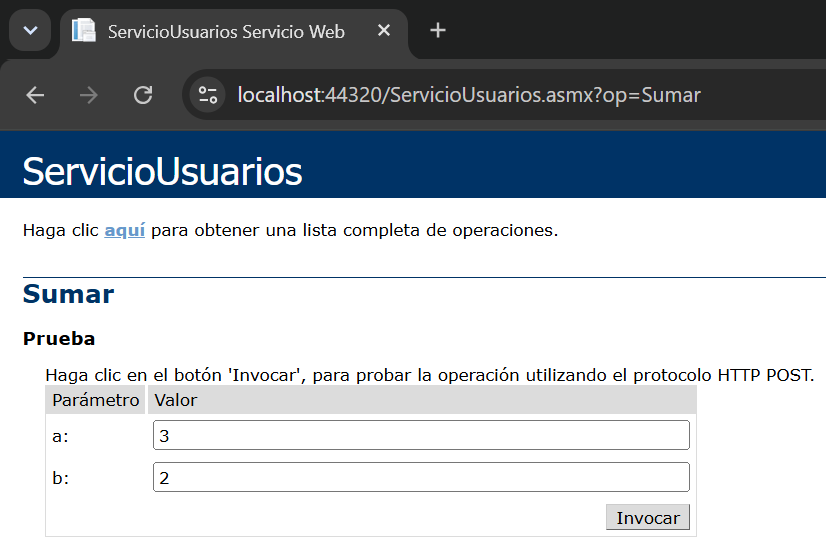 ServicioUsuarios Servicio Web
localhost:44320/ServicioUsuarios.asmx?op=Sumar
ServicioUsuarios
Haga clic aquí para obtener una lista completa de operaciones.
Sumar
Prueba
Haga clic en el botón 'Invocar', para probar la operación utilizando el protocolo HTTP POST.
Parámetro Valor
a: 3
b: 2
Invocar